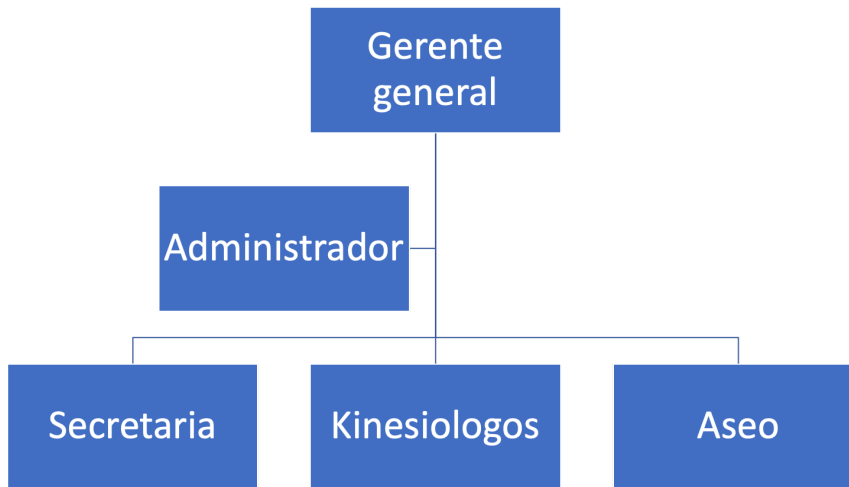 Gerente
general
Administrador
Secretaria
Kinesiologos
Aseo